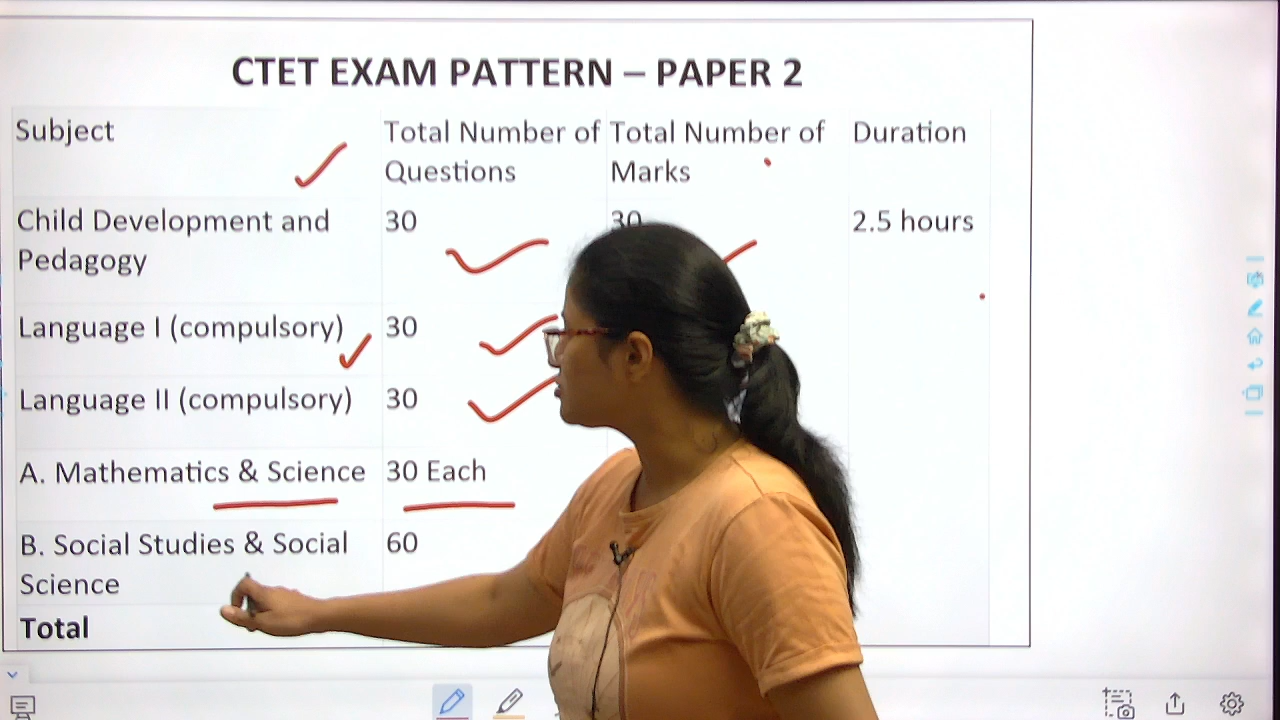 CTET EXAM PATTERN – PAPER 2
Subject
Total Number of Questions
Total Number of Marks
Duration
Child Development and Pedagogy
30
30
2.5 hours
Language I (compulsory)
30
Language II (compulsory)
30
A. Mathematics & Science
30 Each
B. Social Studies & Social Science
60
Total